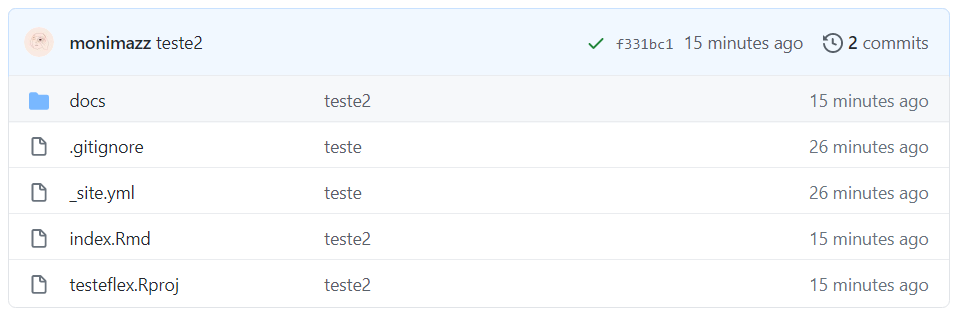 monimazz teste2 f331bc1 15 minutes ago 2 commits
docs teste2 15 minutes ago
.gitignore teste 26 minutes ago
_site.yml teste 26 minutes ago
index.Rmd teste2 15 minutes ago
testeflex.Rproj teste2 15 minutes ago